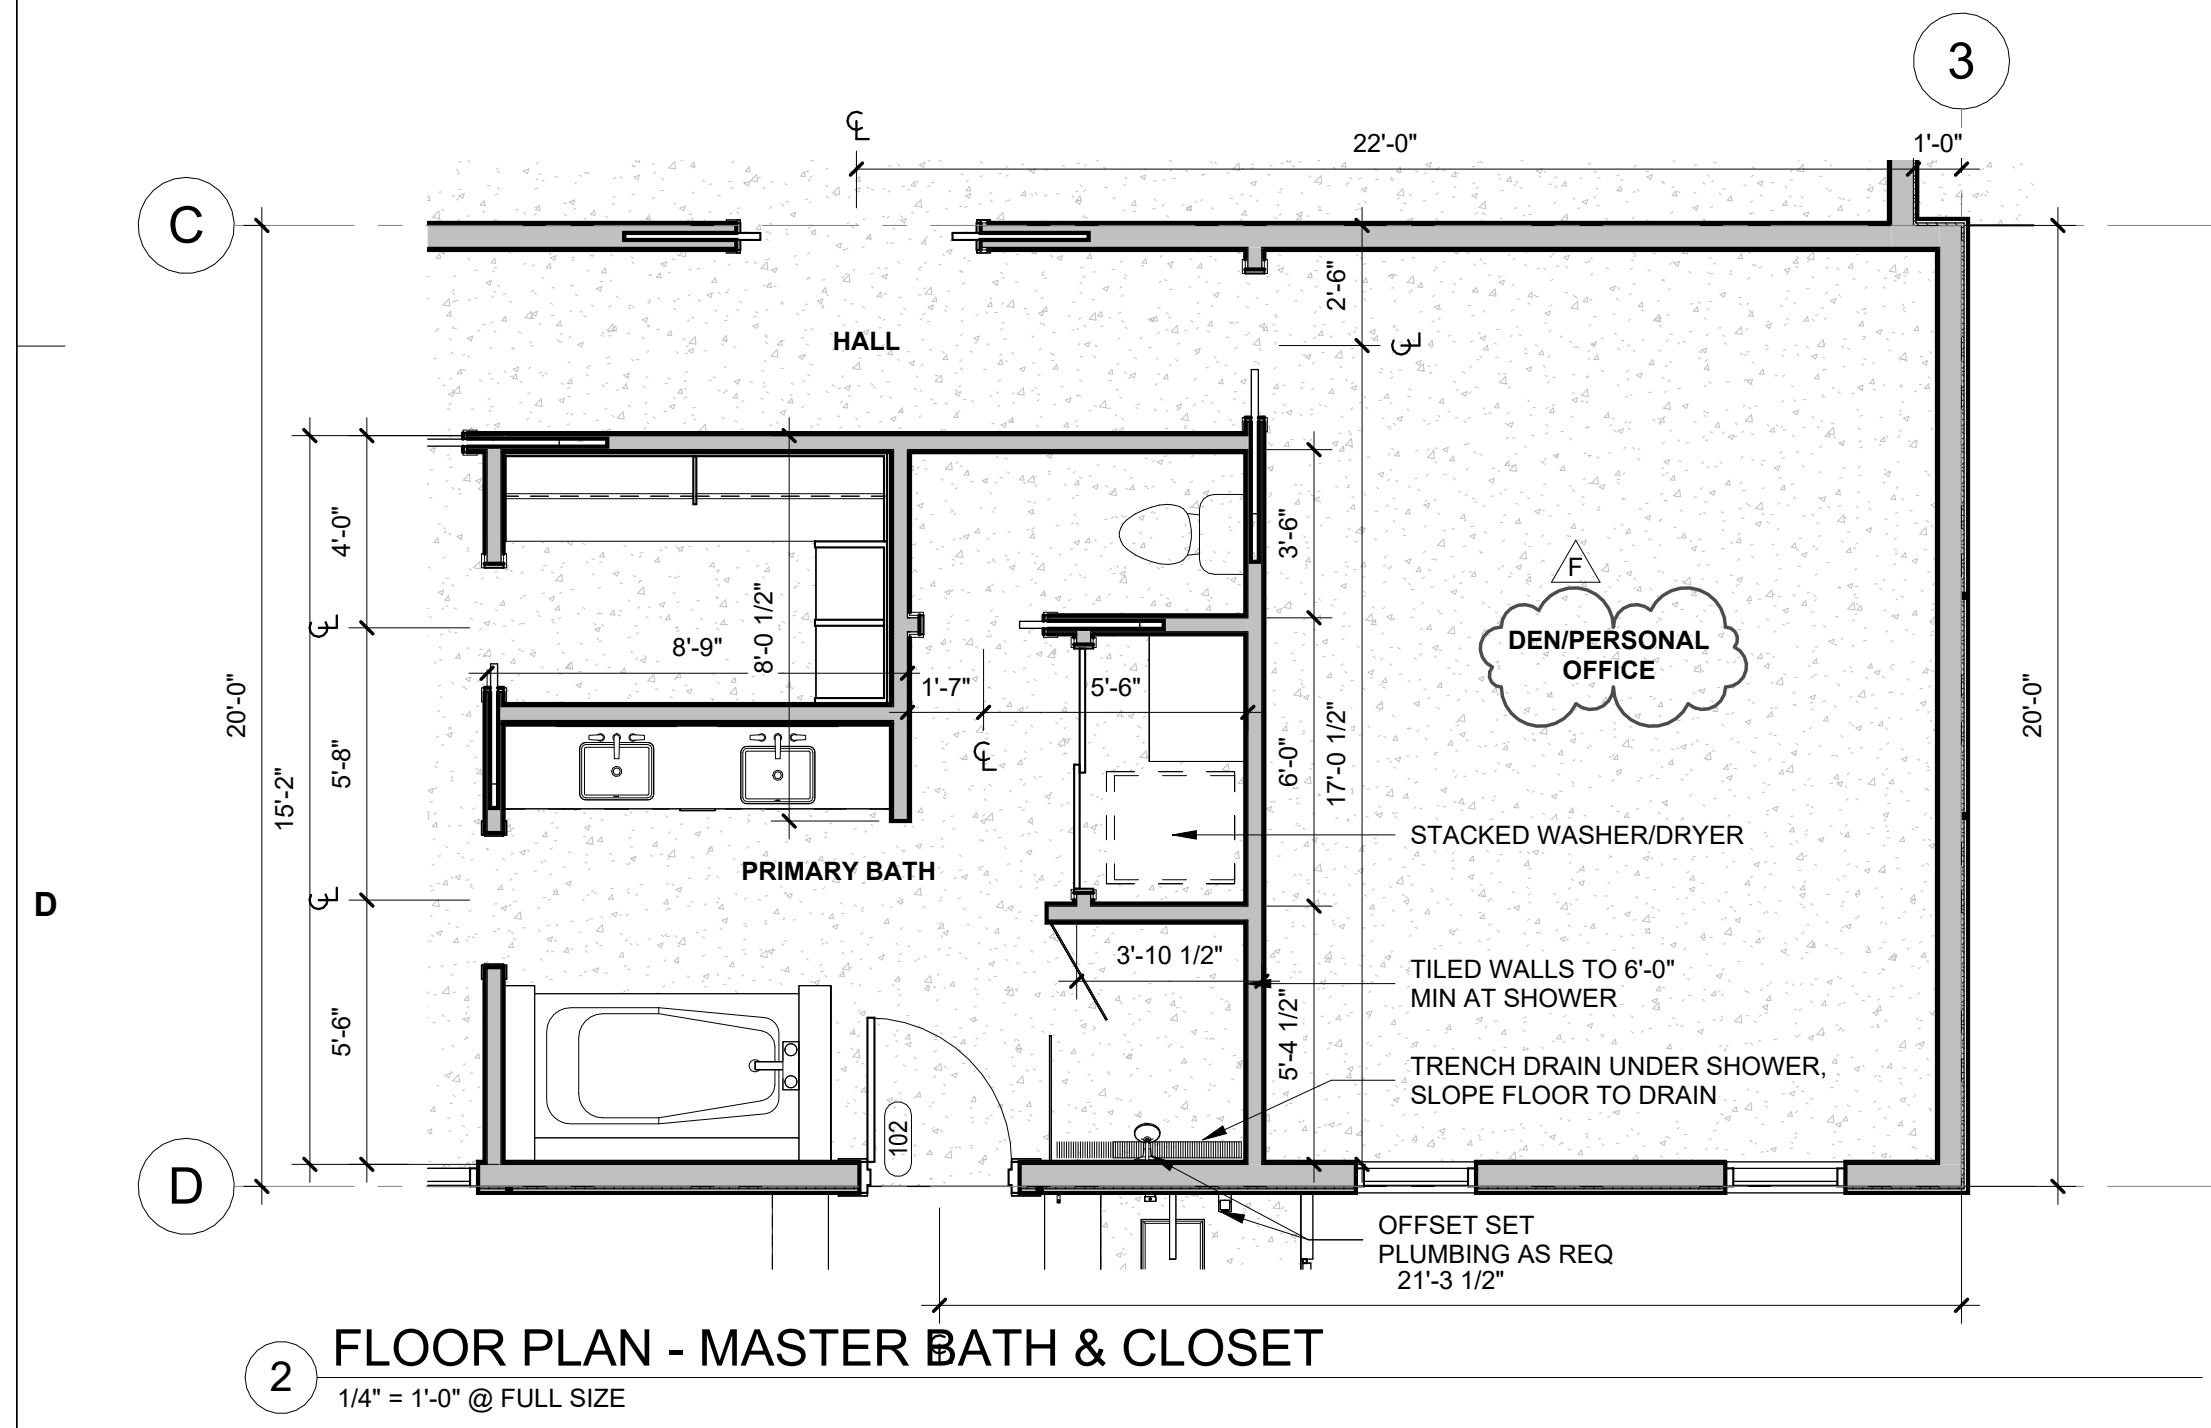 3
22'-0"
1'-0"
℄
C
2'-6"
℄
HALL
4'-0"
3'-6"
F
DEN/PERSONAL
OFFICE
℄
8'-9"
8'-0 1/2"
1'-7"
5'-6"
20'-0"
20'-0"
℄
5'-8"
15'-2"
6'-0"
17'-0 1/2"
STACKED WASHER/DRYER
PRIMARY BATH
D
℄
3'-10 1/2"
TILED WALLS TO 6'-0"
MIN AT SHOWER
5'-6"
5'-4 1/2"
TRENCH DRAIN UNDER SHOWER,
SLOPE FLOOR TO DRAIN
102
D
OFFSET SET
PLUMBING AS REQ
21'-3 1/2"
℄
2
FLOOR PLAN - MASTER BATH & CLOSET
1/4" = 1'-0" @ FULL SIZE